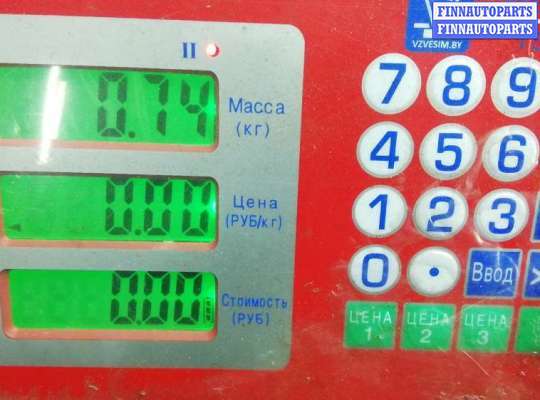 FINNAUTOPARTS
FINNAUTOPARTS
VZVESIM.BY
II
0.74
Масса
(кг)
0.00
Цена
(РУБ/кг)
0.00
Стоимость
(РУБ)
7 8 9
4 5 6
1 2 3
0 . Ввод >
ЦЕНА 1
ЦЕНА 2
ЦЕНА 3